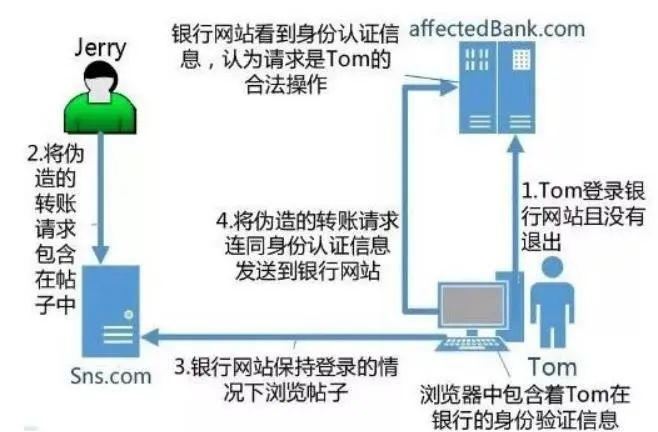 Jerry
银行网站看到身份认证信
息，认为请求是Tom的
合法操作
affectedBank.com
2.将伪
造的
转账
请求
包含
在帖
子中
4.将伪造的转账请求
连同身份认证信息
发送到银行网站
1.Tom登录银
行网站且没有
退出
Sns.com
3.银行网站保持登录的情
况下浏览帖子
Tom
浏览器中包含着Tom在
银行的身份验证信息